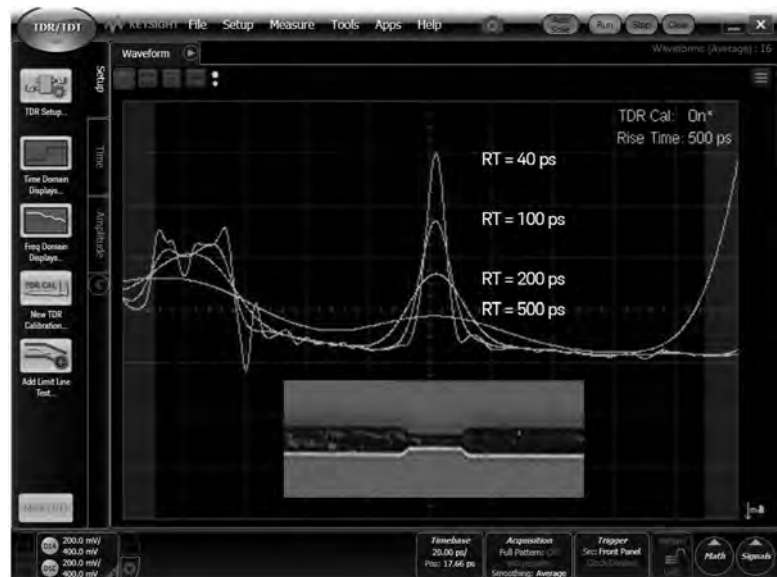 TDR/TDT
KEYSIGHT File Setup Measure Tools Apps Help
Auto Scale
Run
Stop
Clear
Waveform
Waveforms (Average) : 16
Setup
Time
Amplitude
TDR Setup...
Time Domain Displays...
Freq Domain Displays...
TDR CAL
New TDR Calibration...
Add Limit Line Test...
TDR Cal: On*
Rise Time: 500 ps
RT = 40 ps
RT = 100 ps
RT = 200 ps
RT = 500 ps
D1A
200.0 mV/
400.0 mV
D1C
200.0 mV/
400.0 mV
Timebase
20.00 ps/
Pos: 17.66 ps
Acquisition
Full Pattern: Off
Smoothing: Average
Trigger
Src: Front Panel
Math
Signals